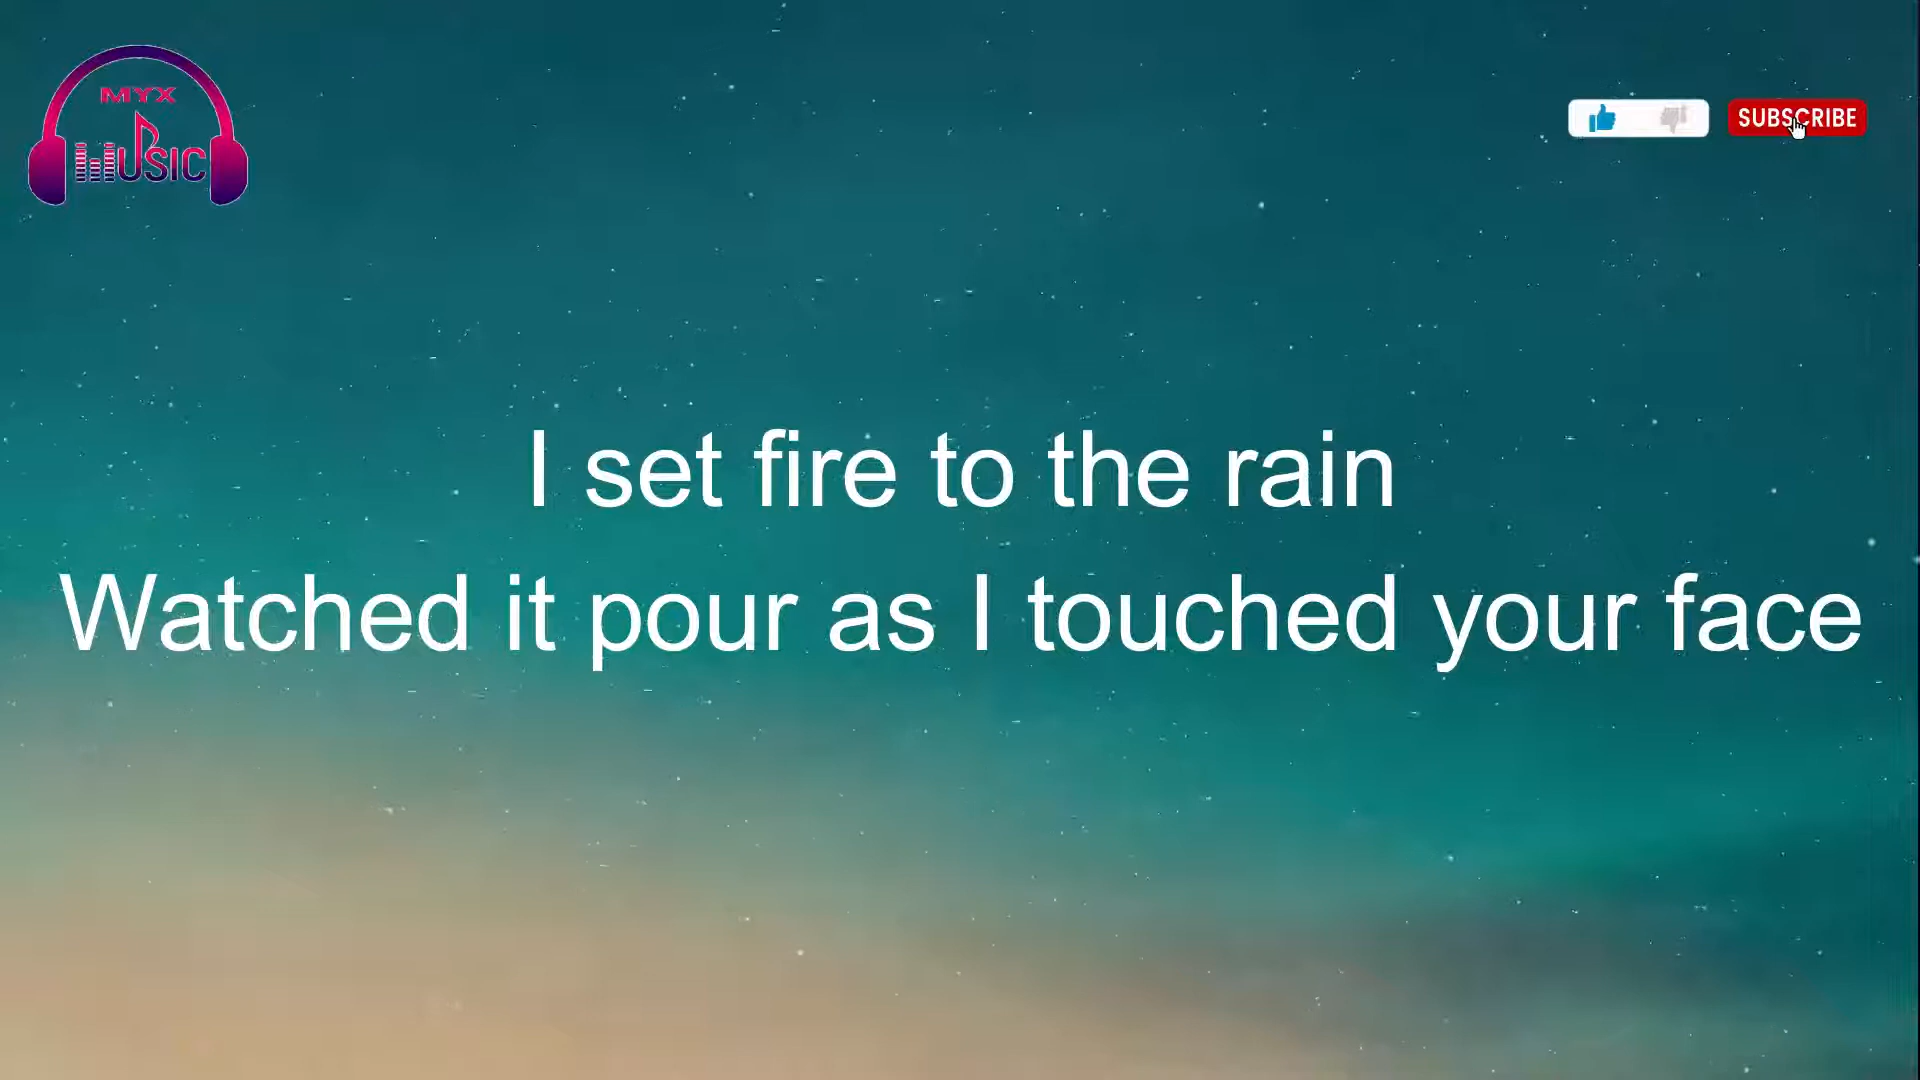 MYX
MUSIC
SUBSCRIBE
I set fire to the rain
Watched it pour as I touched your face